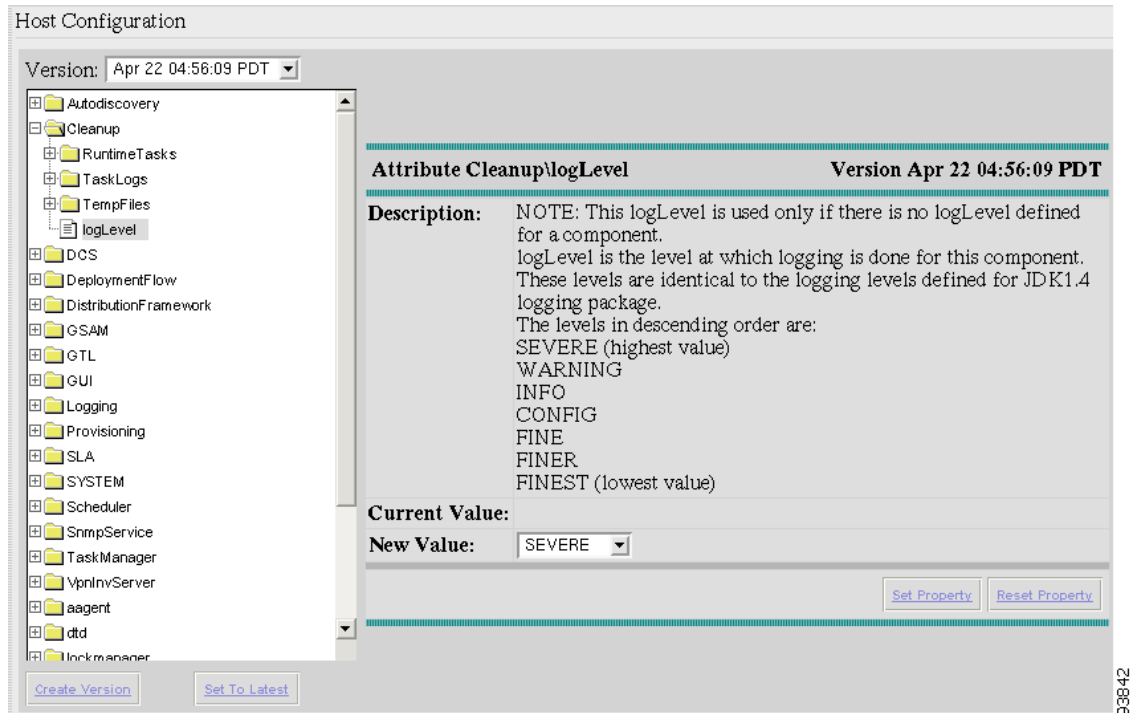 Host Configuration
Version: Apr 22 04:56:09 PDT
Autodiscovery
Cleanup
RuntimeTasks
TaskLogs
TempFiles
logLevel
DCS
DeploymentFlow
DistributionFramework
GSAM
GTL
GUI
Logging
Provisioning
SLA
SYSTEM
Scheduler
SnmpService
TaskManager
VpnInvServer
aagent
dtd
lockmanager
Create Version
Set To Latest
Attribute Cleanup\logLevel Version Apr 22 04:56:09 PDT
Description: NOTE: This logLevel is used only if there is no logLevel defined
for a component.
logLevel is the level at which logging is done for this component.
These levels are identical to the logging levels defined for JDK1.4
logging package.
The levels in descending order are:
SEVERE (highest value)
WARNING
INFO
CONFIG
FINE
FINER
FINEST (lowest value)
Current Value:
New Value: SEVERE
Set Property Reset Property
93842